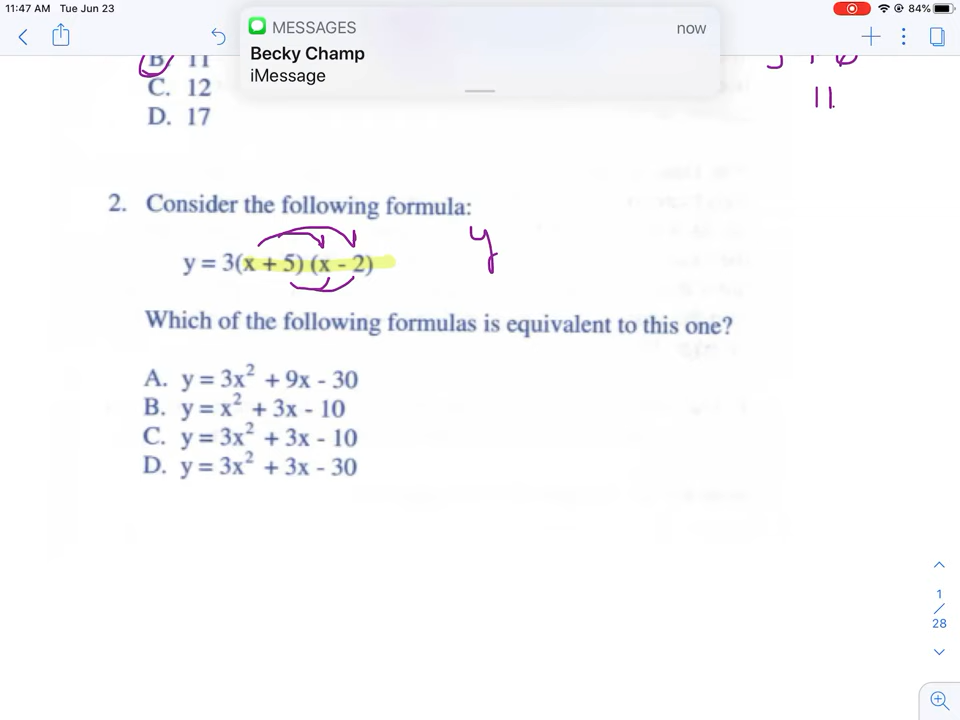 11:47 AM Tue Jun 23
84%
MESSAGES
now
Becky Champ
iMessage
B. 11
C. 12
D. 17
11
2. Consider the following formula:
y = 3(x + 5) (x - 2)
y
Which of the following formulas is equivalent to this one?
A. y = 3x² + 9x - 30
B. y = x² + 3x - 10
C. y = 3x² + 3x - 10
D. y = 3x² + 3x - 30
1
/
28